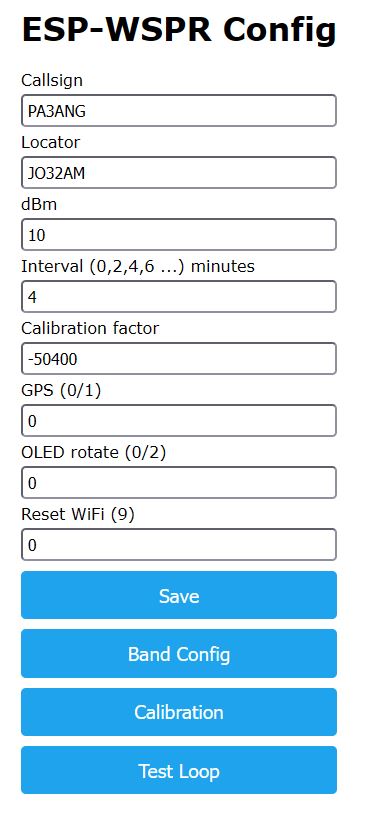 ESP-WSPR Config
Callsign
PA3ANG
Locator
JO32AM
dBm
10
Interval (0,2,4,6 ...) minutes
4
Calibration factor
-50400
GPS (0/1)
0
OLED rotate (0/2)
0
Reset WiFi (9)
0
Save
Band Config
Calibration
Test Loop